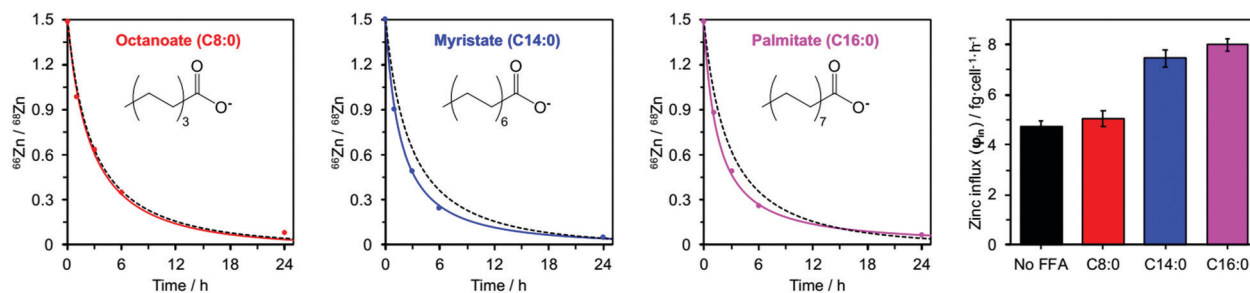 Octanoate (C8:0)
1.5
1.2
0.9
0.6
0.3
0
⁶⁶Zn / ⁶⁸Zn
O
O⁻
3
0 6 12 18 24
Time / h
Myristate (C14:0)
1.5
1.2
0.9
0.6
0.3
0
⁶⁶Zn / ⁶⁸Zn
O
O⁻
6
0 6 12 18 24
Time / h
Palmitate (C16:0)
1.5
1.2
0.9
0.6
0.3
0
⁶⁶Zn / ⁶⁸Zn
O
O⁻
7
0 6 12 18 24
Time / h
8
6
4
2
0
Zinc influx (φin) / fg·cell⁻¹·h⁻¹
No FFA C8:0 C14:0 C16:0